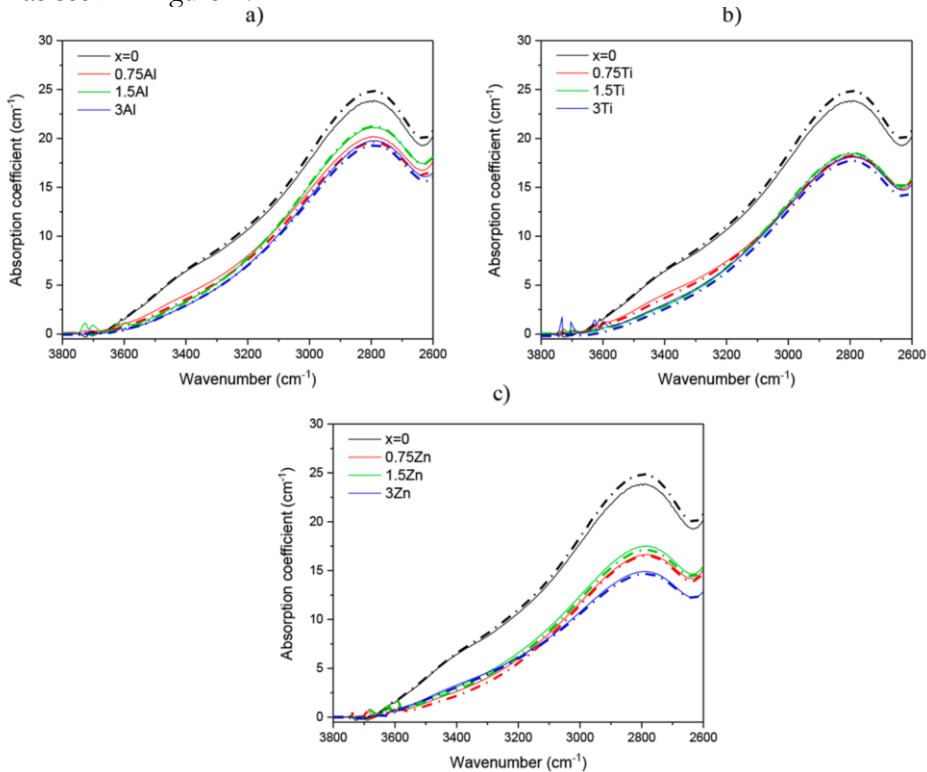 a)
b)
30
25
20
15
10
5
0
Absorption coefficient (cm⁻¹)
x=0
0.75Al
1.5Al
3Al
3800 3600 3400 3200 3000 2800 2600
Wavenumber (cm⁻¹)
30
25
20
15
10
5
0
Absorption coefficient (cm⁻¹)
x=0
0.75Ti
1.5Ti
3Ti
3800 3600 3400 3200 3000 2800 2600
Wavenumber (cm⁻¹)
c)
30
25
20
15
10
5
0
Absorption coefficient (cm⁻¹)
x=0
0.75Zn
1.5Zn
3Zn
3800 3600 3400 3200 3000 2800 2600
Wavenumber (cm⁻¹)